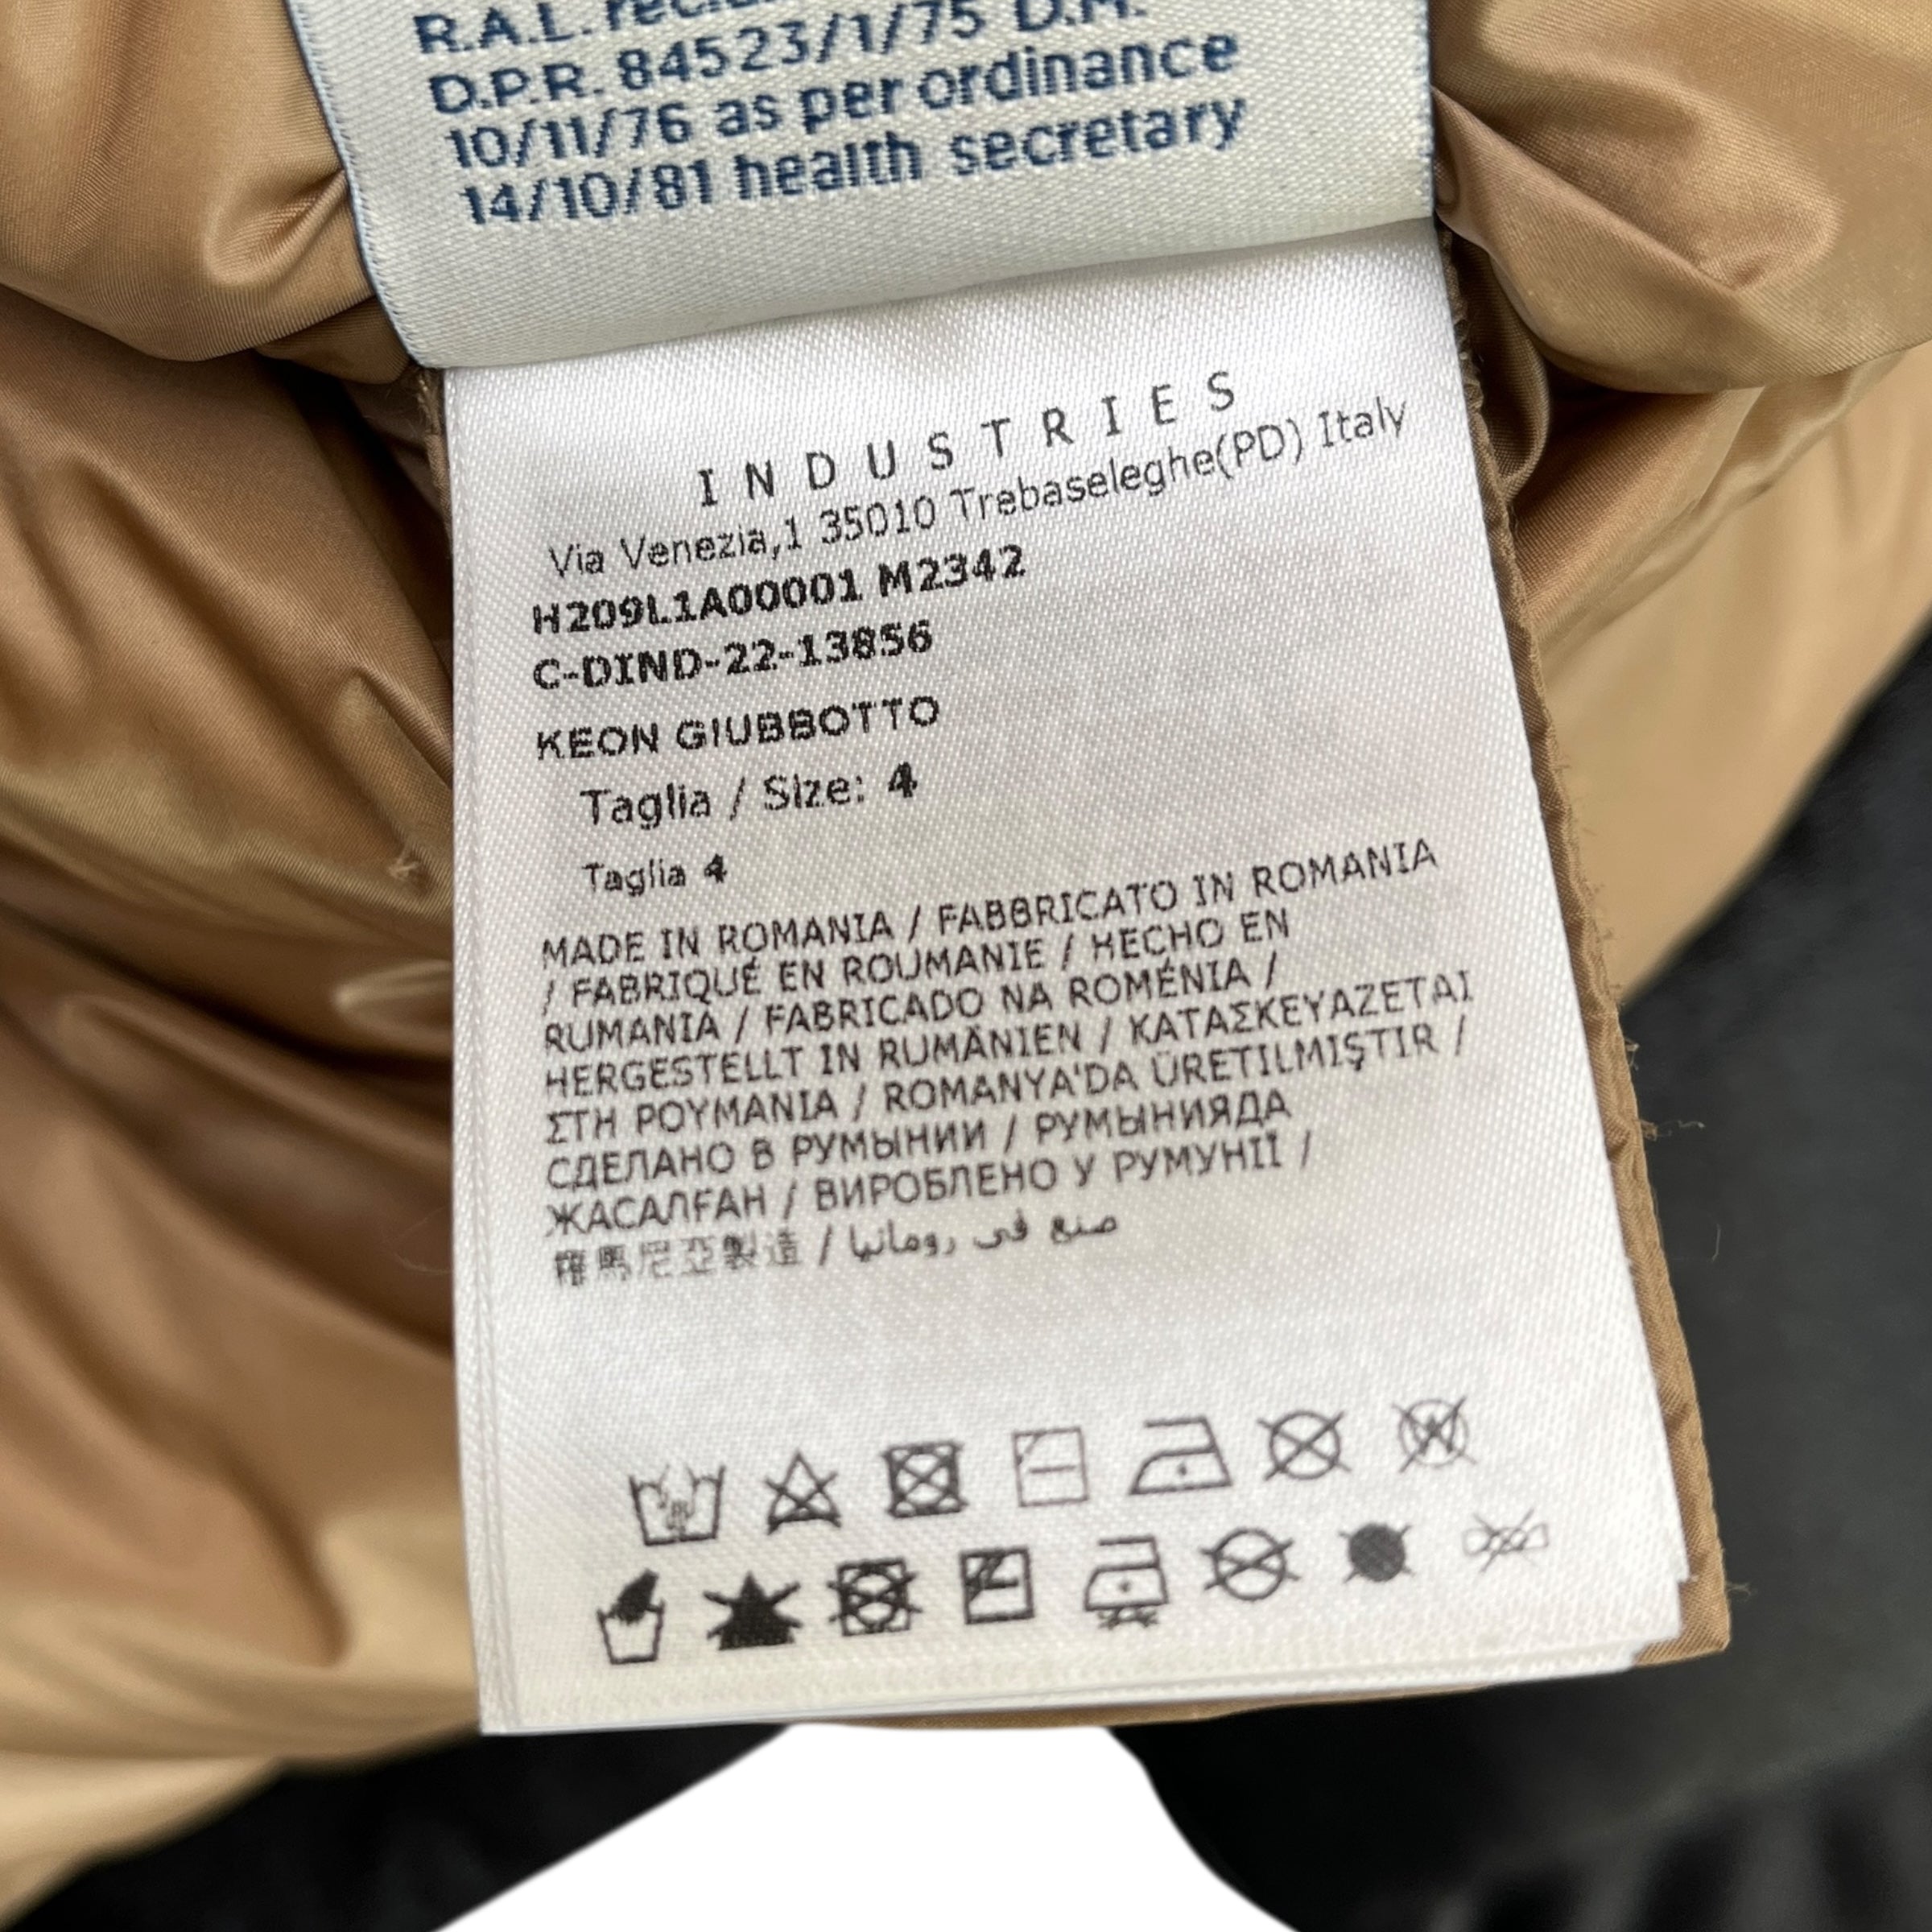 R.A.L.
D.P.R. 84523/1/75 D.M.
10/11/76 as per ordinance
14/10/81 health secretary
INDUSTRIES
Via Venezia,1 35010 Trebaseleghe(PD) Italy
H209L1A00001 M2342
C-DIND-22-13856
KEON GIUBBOTTO
Taglia / Size: 4
Taglia 4
MADE IN ROMANIA / FABBRICATO IN ROMANIA
/ FABRIQUÉ EN ROUMANIE / HECHO EN
RUMANIA / FABRICADO NA ROMÉNIA /
HERGESTELLT IN RUMÄNIEN / ΚΑΤΑΣΚΕΥΑΖΕΤΑΙ
ΣΤΗ ΡΟΥΜΑΝΙΑ / ROMANYA'DA ÜRETILMIŞTIR /
СДЕЛАНО В РУМЫНИИ / РУМЫНИЯДА
ЖАСАЛҒАН / ВИРОБЛЕНО У РУМУНІЇ /
羅馬尼亞製造 / صنع في رومانيا